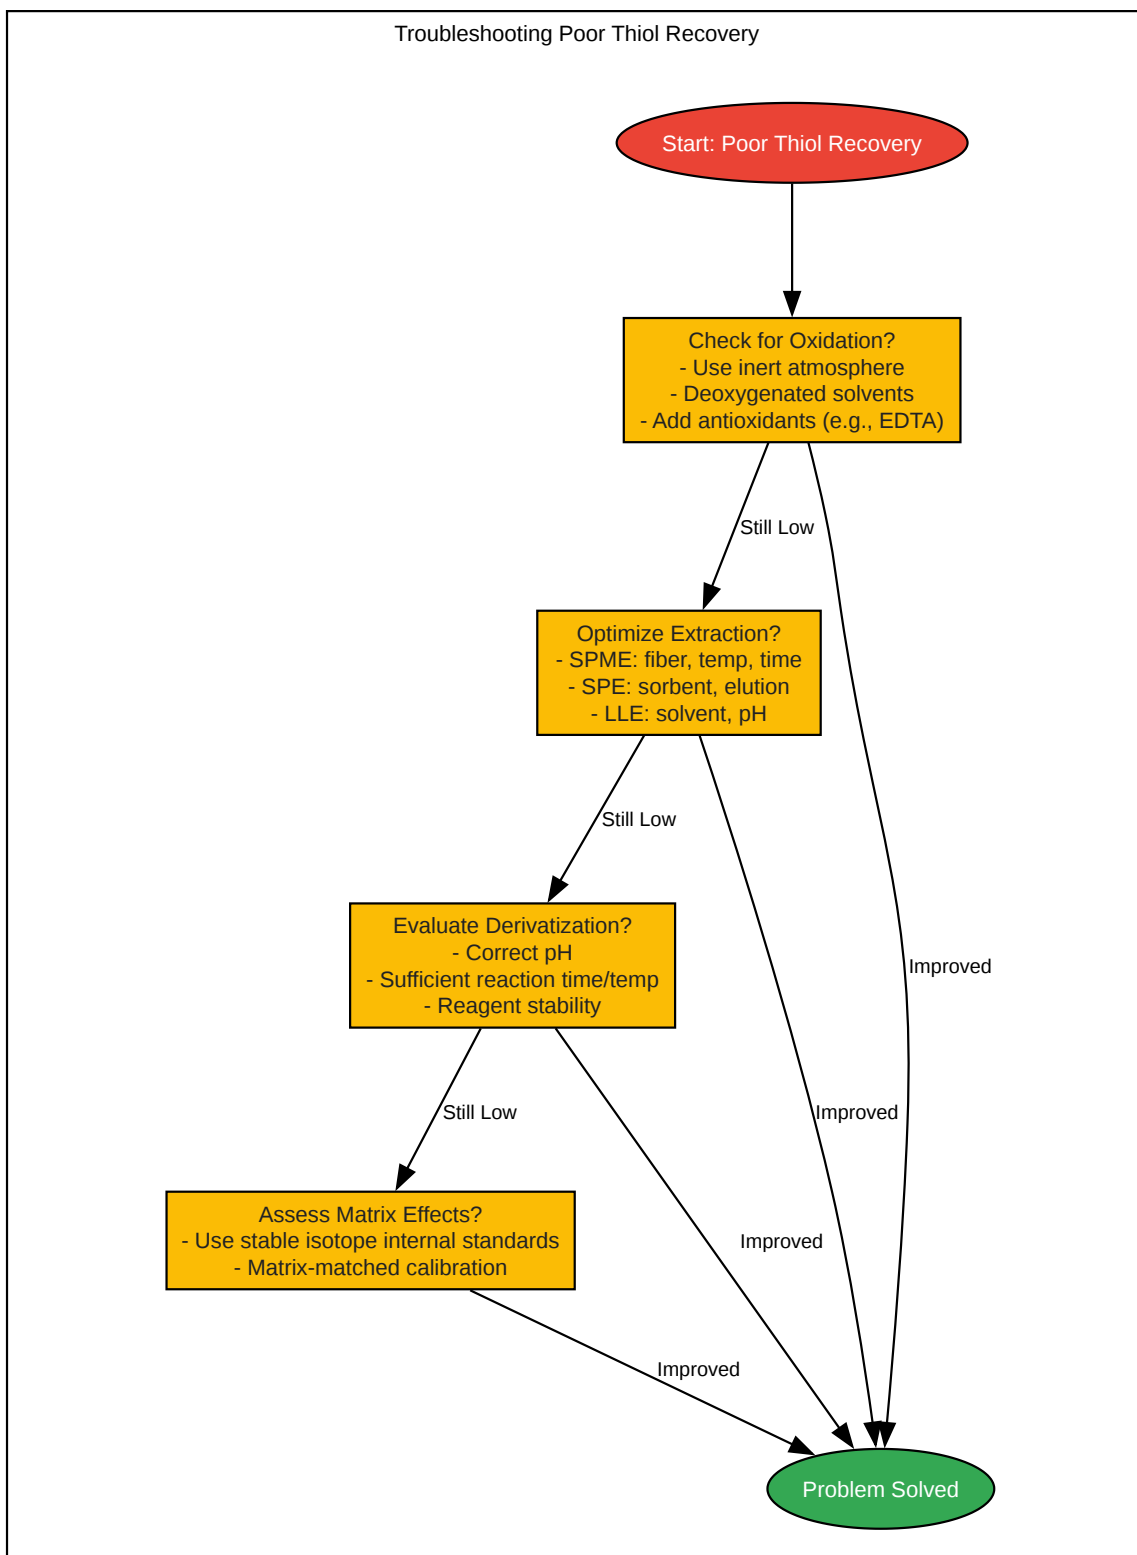 Troubleshooting Poor Thiol Recovery
Start: Poor Thiol Recovery
Check for Oxidation?
- Use inert atmosphere
- Deoxygenated solvents
- Add antioxidants (e.g., EDTA)
Still Low
Optimize Extraction?
- SPME: fiber, temp, time
- SPE: sorbent, elution
- LLE: solvent, pH
Still Low
Evaluate Derivatization?
- Correct pH
- Sufficient reaction time/temp
- Reagent stability
Improved
Still Low
Improved
Assess Matrix Effects?
- Use stable isotope internal standards
- Matrix-matched calibration
Improved
Improved
Problem Solved